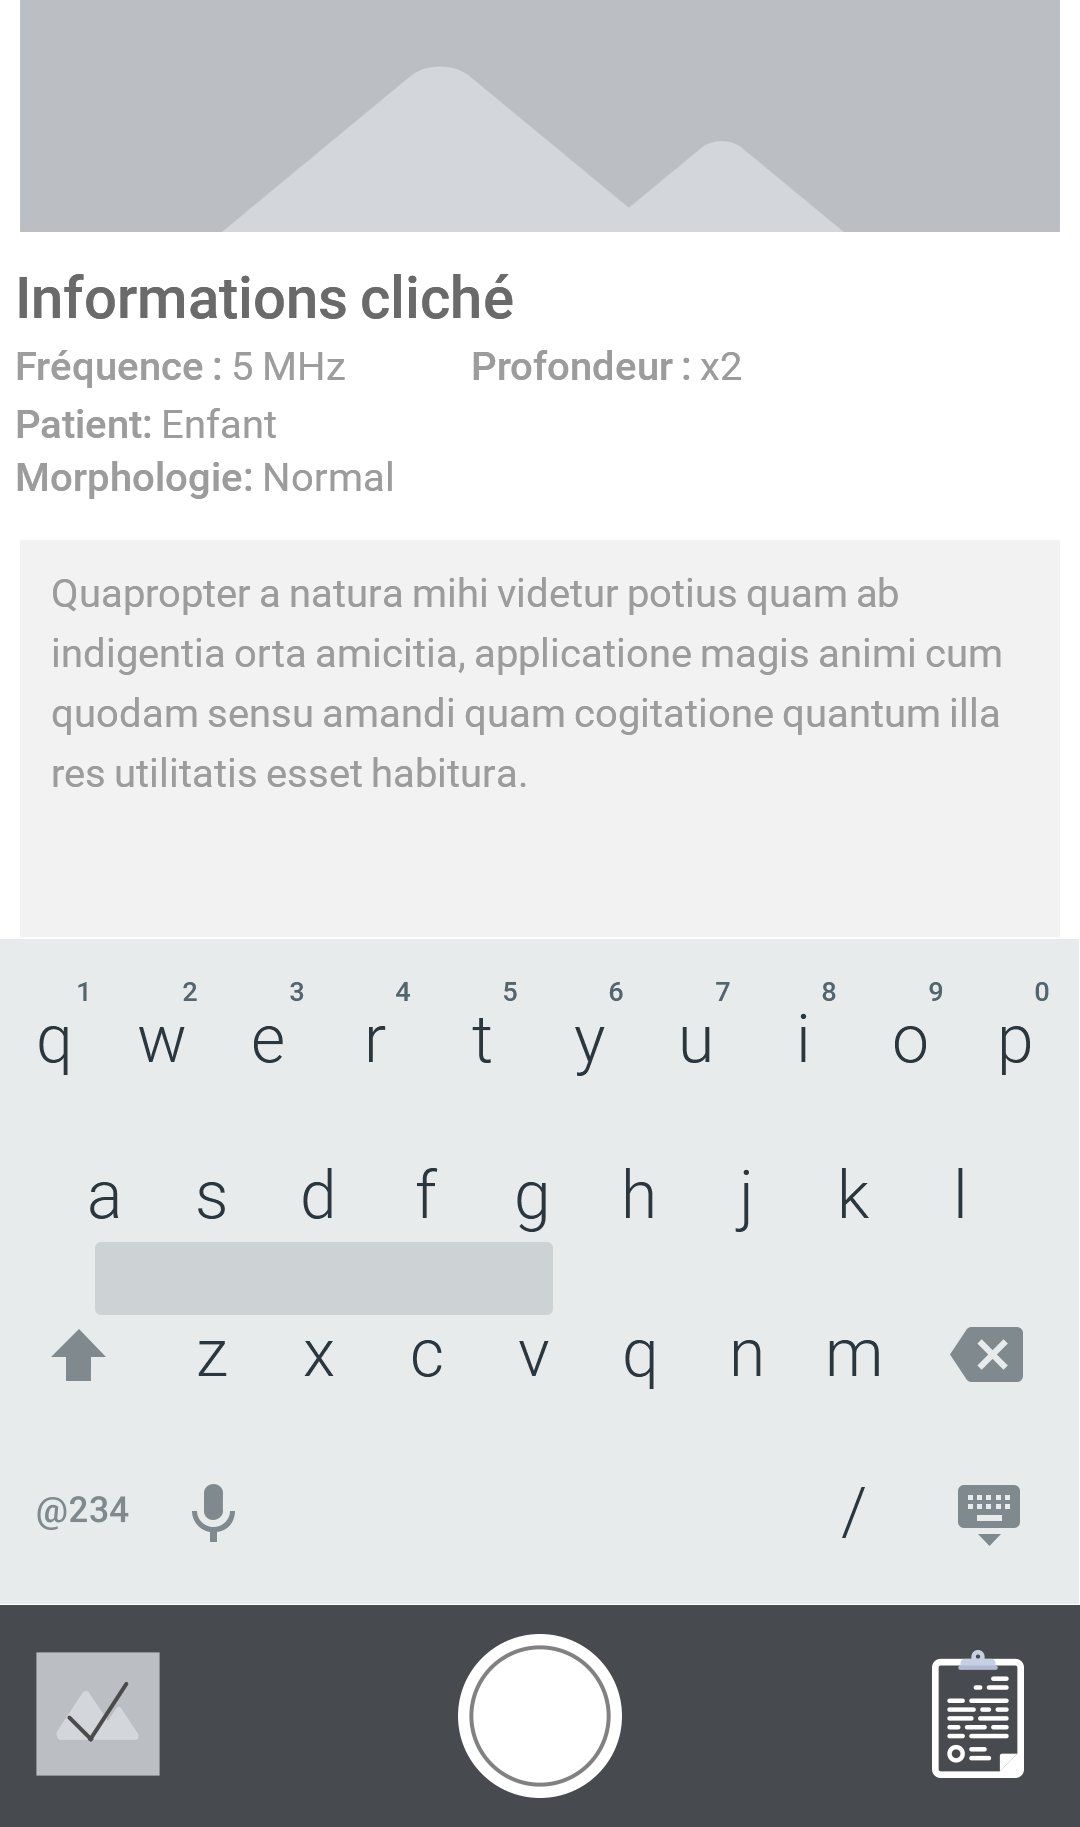 Informations cliché
Fréquence : 5 MHz Profondeur : x2
Patient: Enfant
Morphologie: Normal
Quapropter a natura mihi videtur potius quam ab
indigentia orta amicitia, applicatione magis animi cum
quodam sensu amandi quam cogitatione quantum illa
res utilitatis esset habitura.
1 2 3 4 5 6 7 8 9 0
q w e r t y u i o p
a s d f g h j k l
z x c v q n m
@234 /